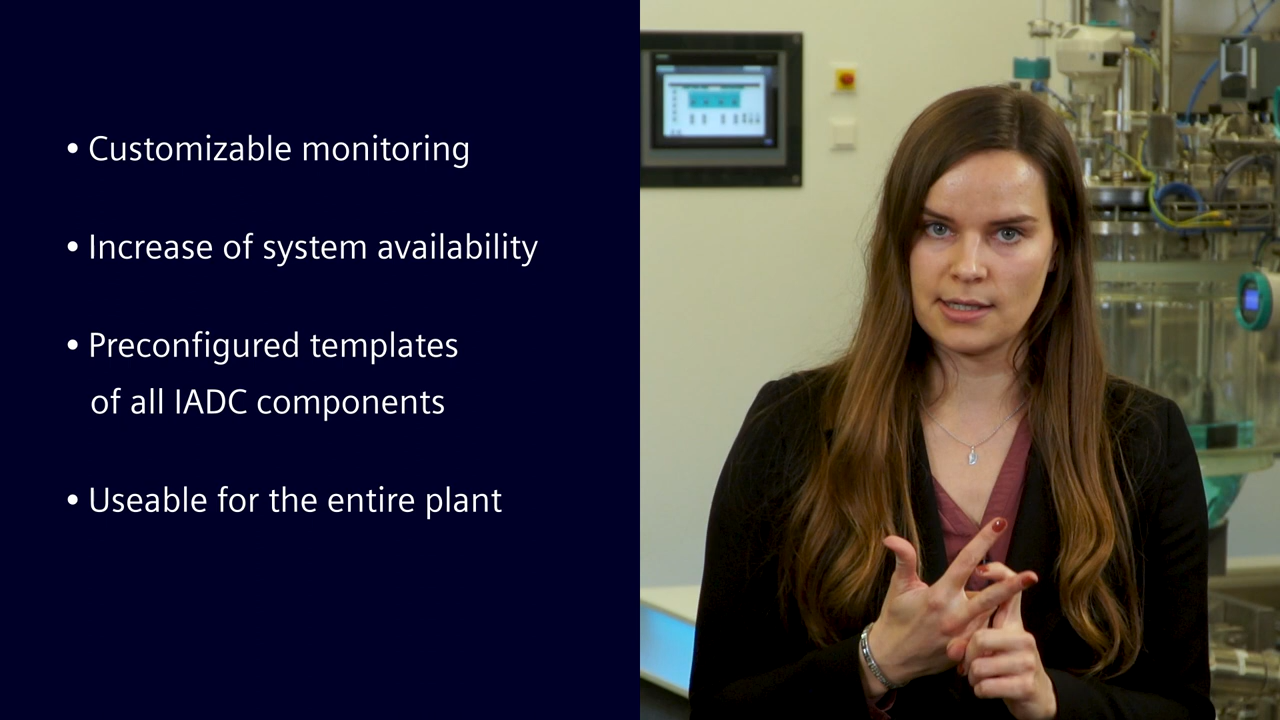 • Customizable monitoring
• Increase of system availability
• Preconfigured templates
of all IADC components
• Useable for the entire plant